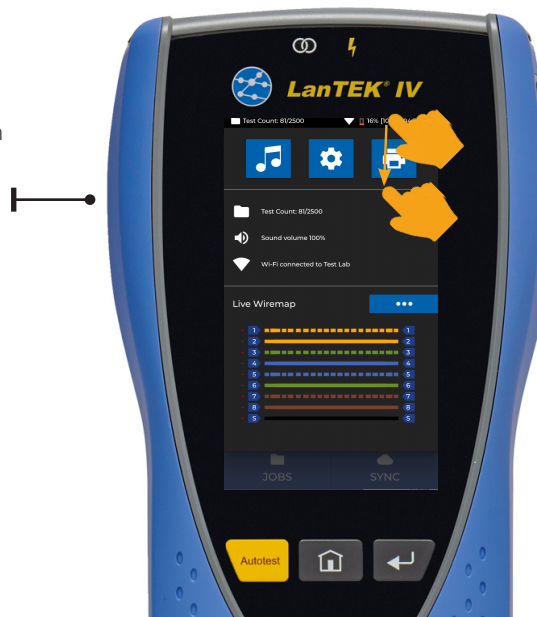 LanTEK® IV
Test Count: 81/2500 16%
Test Count: 81/2500
Sound volume 100%
Wi-Fi connected to Test Lab
Live Wiremap
1 1
2 2
3 3
4 4
5 5
6 6
7 7
8 8
S S
JOBS SYNC
Autotest